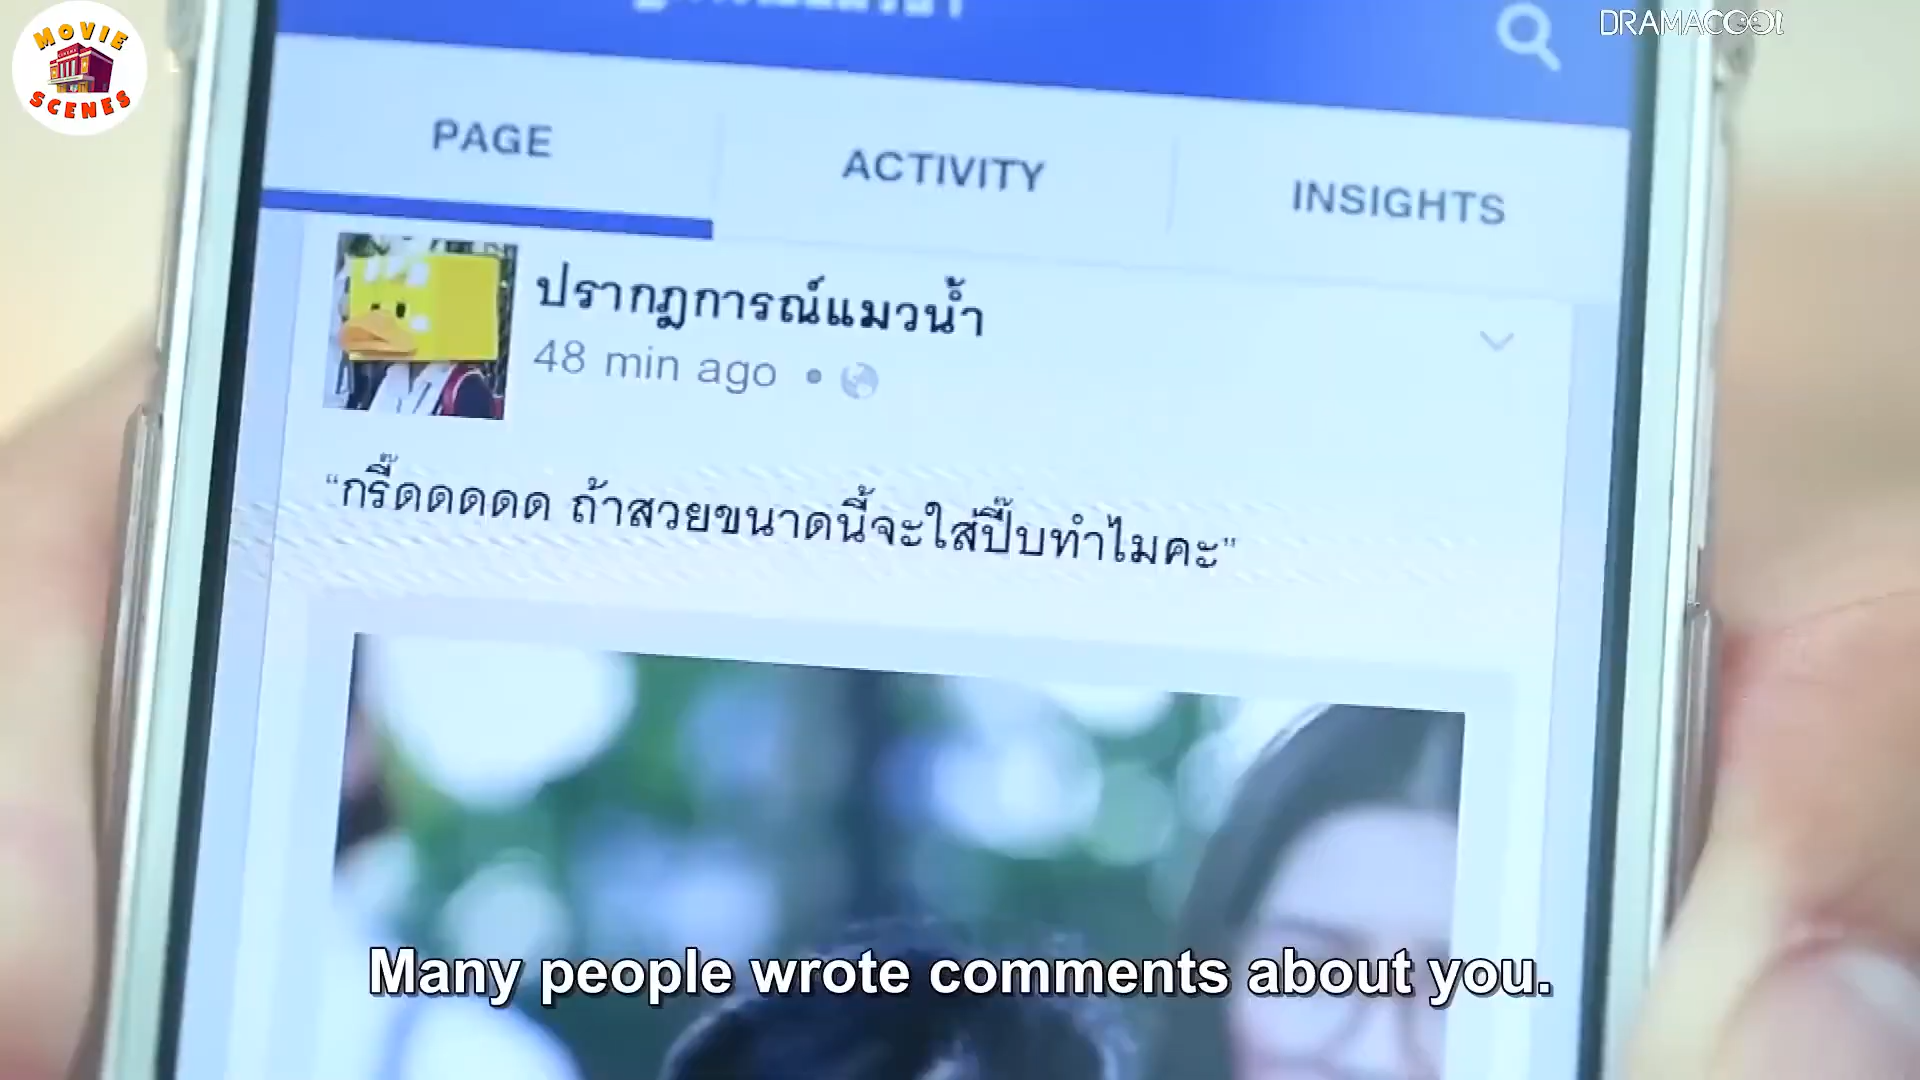 MOVIE
SCENES
DRAMACOOL
PAGE
ACTIVITY
INSIGHTS
ปรากฏการณ์แมวน้ำ
48 min ago
“กรี๊ดดดดด ถ้าสวยขนาดนี้จะใส่ปี๊บทำไมคะ”
Many people wrote comments about you.